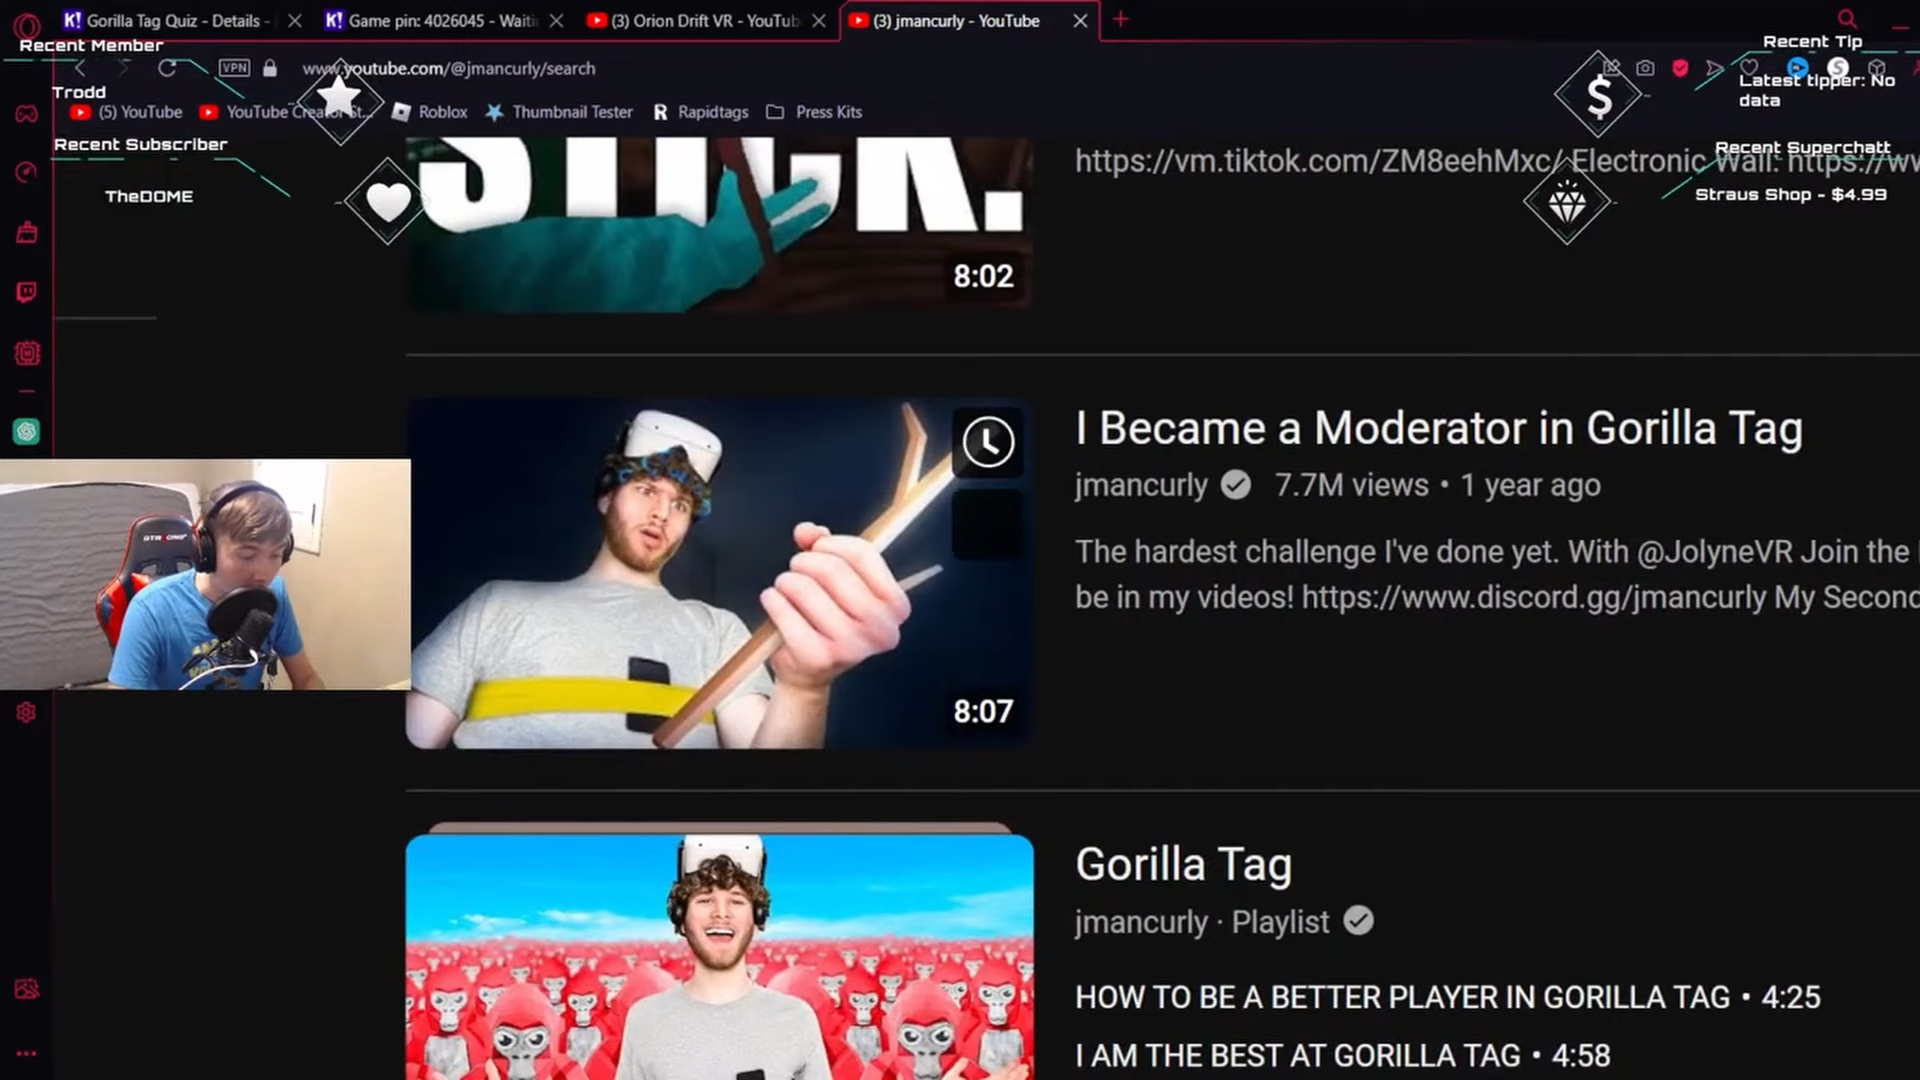 Gorilla Tag Quiz - Details -
Game pin: 4026045 - Waiti
(3) Orion Drift VR - YouTub
(3) jmancurly - YouTube
Recent Member
Recent Tip
VPN
www.youtube.com/@jmancurly/search
Trodd
Latest tipper: No
data
(5) YouTube
YouTube Creator St...
Roblox
Thumbnail Tester
Rapidtags
Press Kits
Recent Subscriber
Recent Superchatt
TheDOME
Straus Shop - $4.99
STICK.
https://vm.tiktok.com/ZM8eehMxc/ Electronic Wall: https://ww
8:02
I Became a Moderator in Gorilla Tag
jmancurly 7.7M views • 1 year ago
The hardest challenge I've done yet. With @JolyneVR Join the
be in my videos! https://www.discord.gg/jmancurly My Second
8:07
Gorilla Tag
jmancurly · Playlist
HOW TO BE A BETTER PLAYER IN GORILLA TAG • 4:25
I AM THE BEST AT GORILLA TAG • 4:58